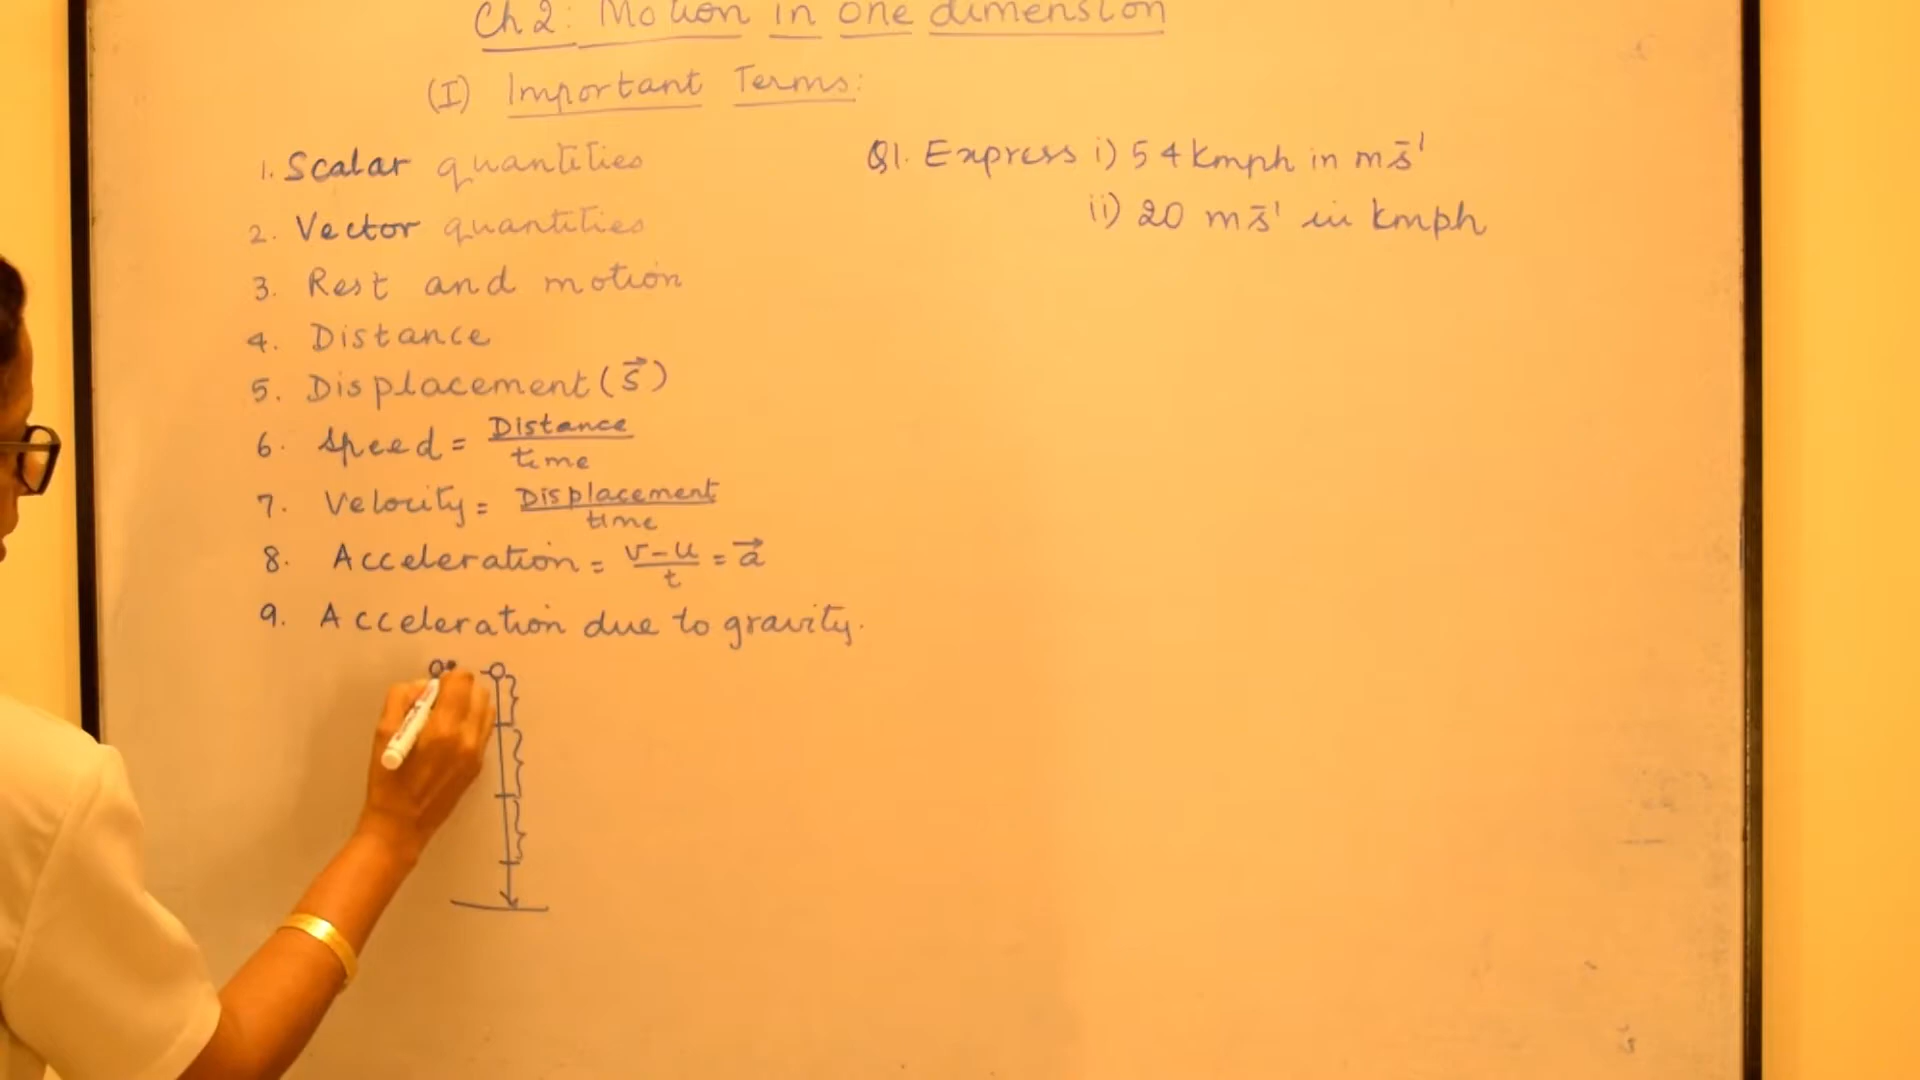 Ch 2: Motion in one dimension
(I) Important Terms:
1. Scalar quantities
2. Vector quantities
3. Rest and motion
4. Distance
5. Displacement (s⃗)
6. Speed = Distance / time
7. Velocity = Displacement / time
8. Acceleration = v-u / t = a⃗
9. Acceleration due to gravity.
Q1. Express i) 54 kmph in ms⁻¹
ii) 20 ms⁻¹ in kmph